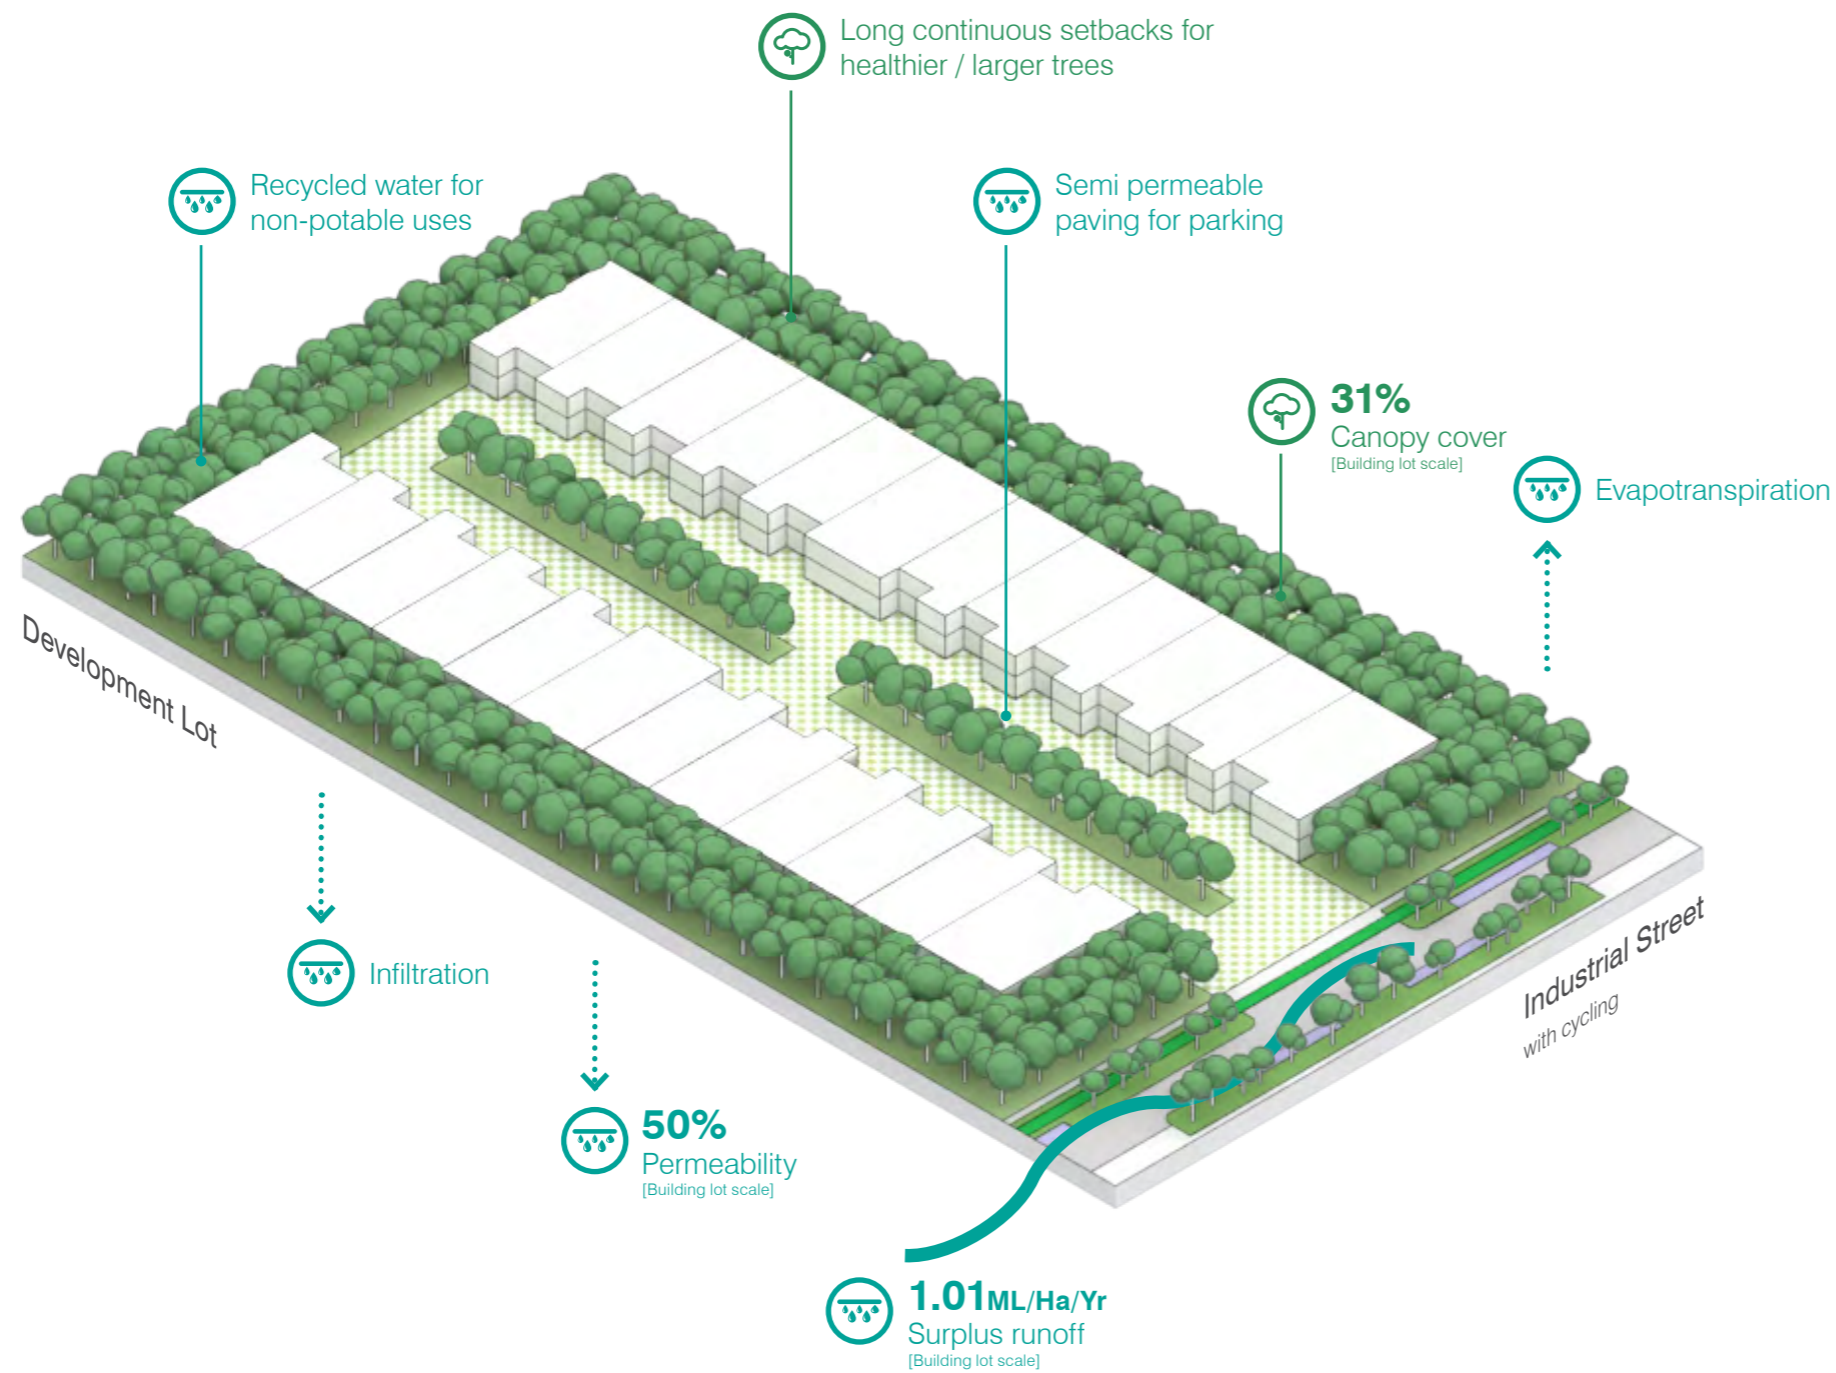 Long continuous setbacks for
healthier / larger trees
Recycled water for
non-potable uses
Semi permeable
paving for parking
31%
Canopy cover
[Building lot scale]
Evapotranspiration
Development Lot
Infiltration
50%
Permeability
[Building lot scale]
Industrial Street
with cycling
1.01ML/Ha/Yr
Surplus runoff
[Building lot scale]